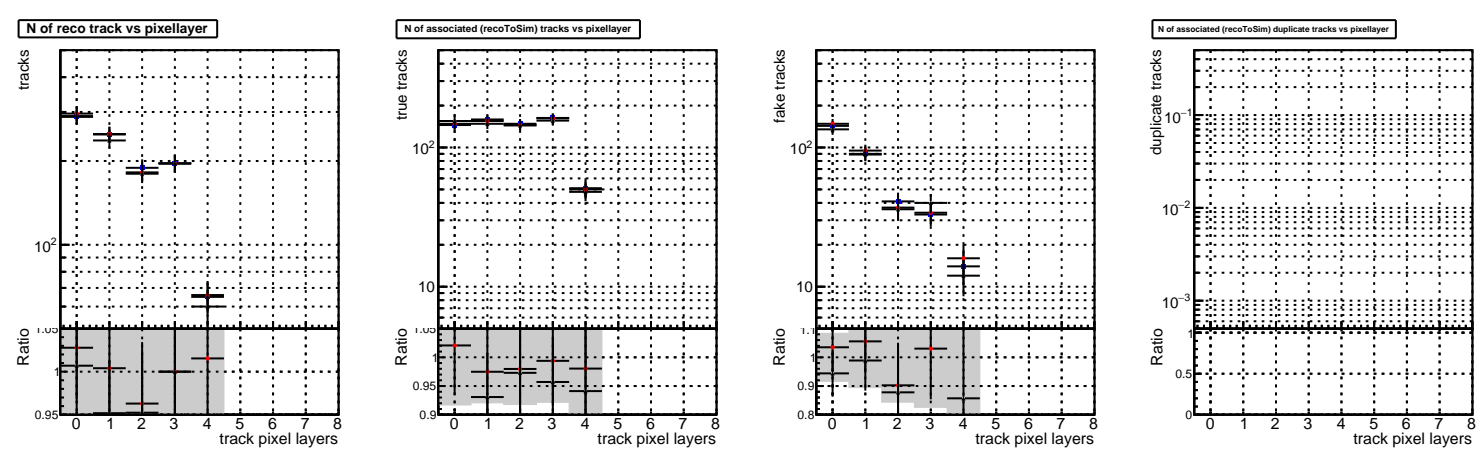 N of reco track vs pixellayer
tracks
10²
1.05
Ratio
1
0.95
0 1 2 3 4 5 6 7 8
track pixel layers
N of associated (recoToSim) tracks vs pixellayer
true tracks
10²
10
1.05
Ratio
1
0.95
0.9
0 1 2 3 4 5 6 7 8
track pixel layers
fake tracks
10²
10
1.1
Ratio
1
0.9
0.8
0 1 2 3 4 5 6 7 8
track pixel layers
N of associated (recoToSim) duplicate tracks vs pixellayer
duplicate tracks
10⁻¹
10⁻²
10⁻³
Ratio
1
0.5
0
0 1 2 3 4 5 6 7 8
track pixel layers